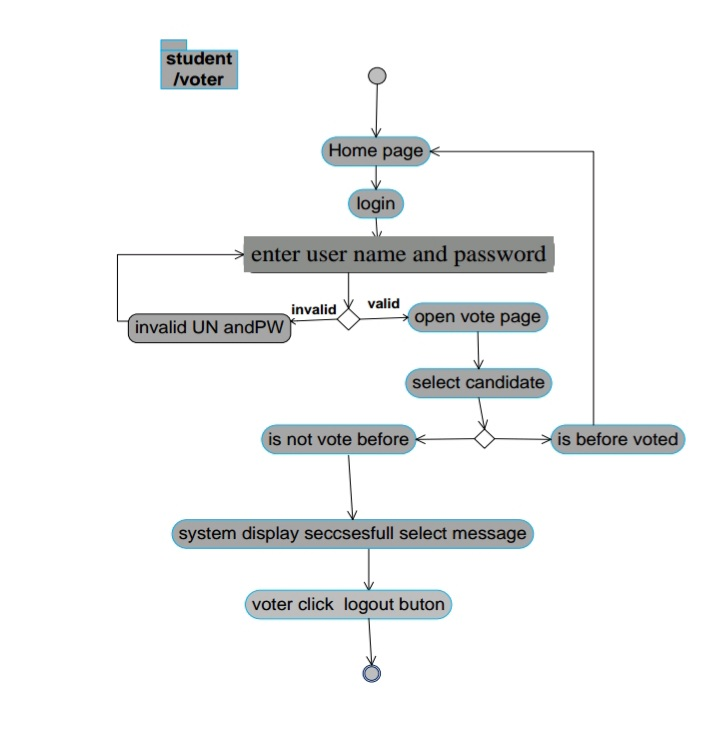 student
/voter
Home page
login
enter user name and password
invalid
valid
invalid UN andPW
open vote page
select candidate
is not vote before
is before voted
system display seccsesfull select message
voter click logout buton